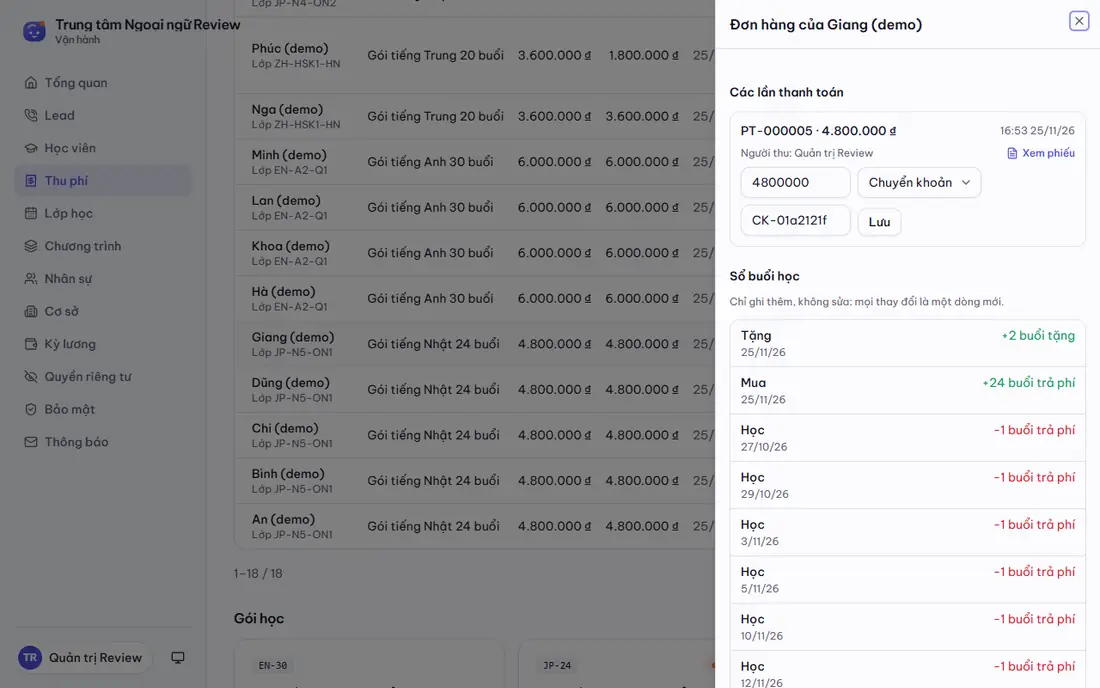 Trung tâm Ngoại ngữ Review
Vận hành
Tổng quan
Lead
Học viên
Thu phí
Lớp học
Chương trình
Nhân sự
Cơ sở
Kỳ lương
Quyền riêng tư
Bảo mật
Thông báo
TR Quản trị Review
Lớp JP-N4-ON2
Phúc (demo)
Lớp ZH-HSK1-HN
Gói tiếng Trung 20 buổi 3.600.000 ₫ 1.800.000 ₫ 25/
Nga (demo)
Lớp ZH-HSK1-HN
Gói tiếng Trung 20 buổi 3.600.000 ₫ 3.600.000 ₫ 25/
Minh (demo)
Lớp EN-A2-Q1
Gói tiếng Anh 30 buổi 6.000.000 ₫ 6.000.000 ₫ 25/
Lan (demo)
Lớp EN-A2-Q1
Gói tiếng Anh 30 buổi 6.000.000 ₫ 6.000.000 ₫ 25/
Khoa (demo)
Lớp EN-A2-Q1
Gói tiếng Anh 30 buổi 6.000.000 ₫ 6.000.000 ₫ 25/
Hà (demo)
Lớp EN-A2-Q1
Gói tiếng Anh 30 buổi 6.000.000 ₫ 6.000.000 ₫ 25/
Giang (demo)
Lớp JP-N5-ON1
Gói tiếng Nhật 24 buổi 4.800.000 ₫ 4.800.000 ₫ 25/
Dũng (demo)
Lớp JP-N5-ON1
Gói tiếng Nhật 24 buổi 4.800.000 ₫ 4.800.000 ₫ 25/
Chi (demo)
Lớp JP-N5-ON1
Gói tiếng Nhật 24 buổi 4.800.000 ₫ 4.800.000 ₫ 25/
Bình (demo)
Lớp JP-N5-ON1
Gói tiếng Nhật 24 buổi 4.800.000 ₫ 4.800.000 ₫ 25/
An (demo)
Lớp JP-N5-ON1
Gói tiếng Nhật 24 buổi 4.800.000 ₫ 4.800.000 ₫ 25/
1–18 / 18
Gói học
EN-30
JP-24
Đơn hàng của Giang (demo)
Các lần thanh toán
PT-000005 · 4.800.000 ₫ 16:53 25/11/26
Người thu: Quản trị Review Xem phiếu
4800000 Chuyển khoản
CK-01a2121f Lưu
Sổ buổi học
Chỉ ghi thêm, không sửa: mọi thay đổi là một dòng mới.
Tặng +2 buổi tặng
25/11/26
Mua +24 buổi trả phí
25/11/26
Học -1 buổi trả phí
27/10/26
Học -1 buổi trả phí
29/10/26
Học -1 buổi trả phí
3/11/26
Học -1 buổi trả phí
5/11/26
Học -1 buổi trả phí
10/11/26
Học -1 buổi trả phí
12/11/26